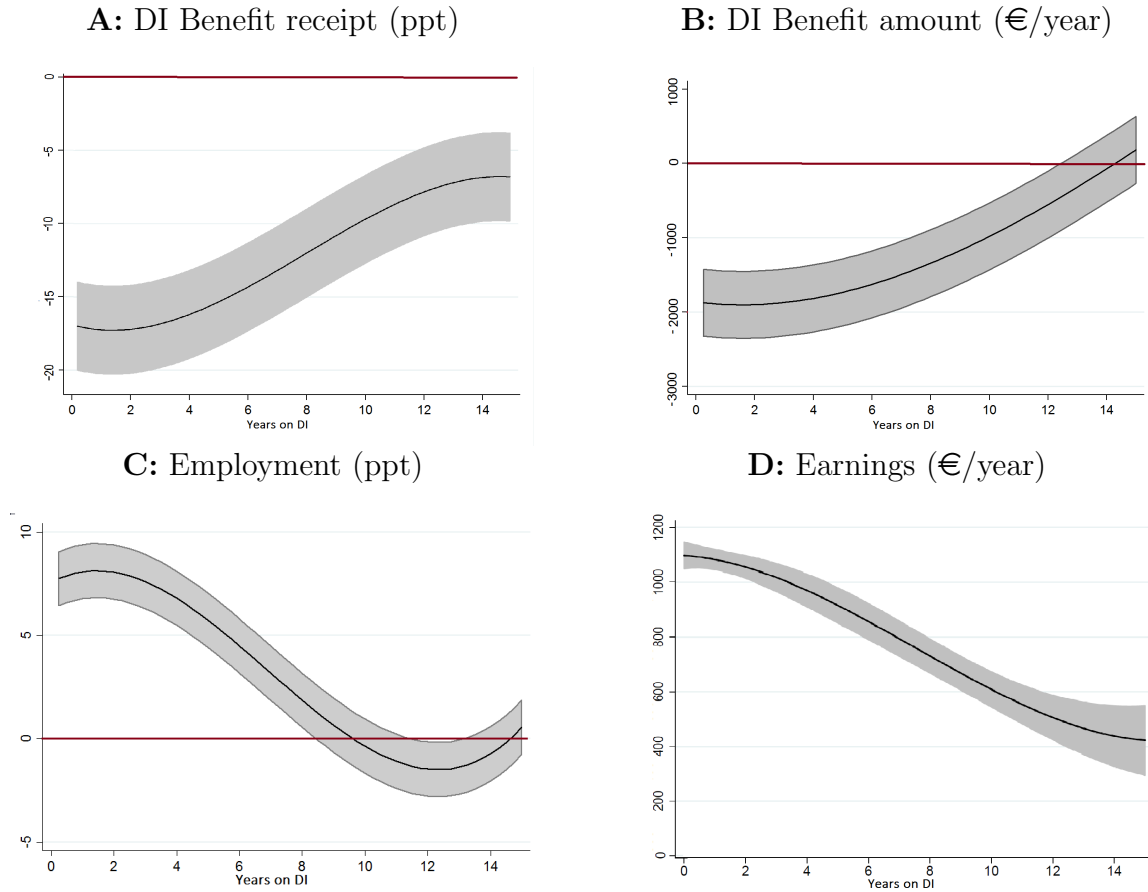 A: DI Benefit receipt (ppt)
0
-5
-10
-15
-20
0 2 4 6 8 10 12 14
Years on DI
B: DI Benefit amount (€/year)
1000
0
-1000
-2000
-3000
0 2 4 6 8 10 12 14
Years on DI
C: Employment (ppt)
10
5
0
-5
0 2 4 6 8 10 12 14
Years on DI
D: Earnings (€/year)
1200
1000
800
600
400
200
0
0 2 4 6 8 10 12 14
Years on DI